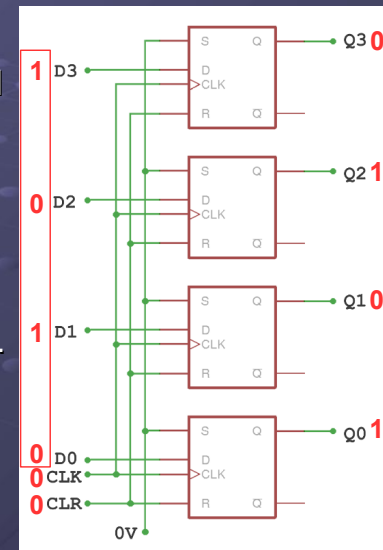 S Q Q3 0
1 D3 D
CLK
R Q
S Q Q2 1
0 D2 D
CLK
R Q
S Q Q1 0
1 D1 D
CLK
R Q
S Q Q0 1
0 D0 D
0 CLK CLK
0 CLR R Q
0V